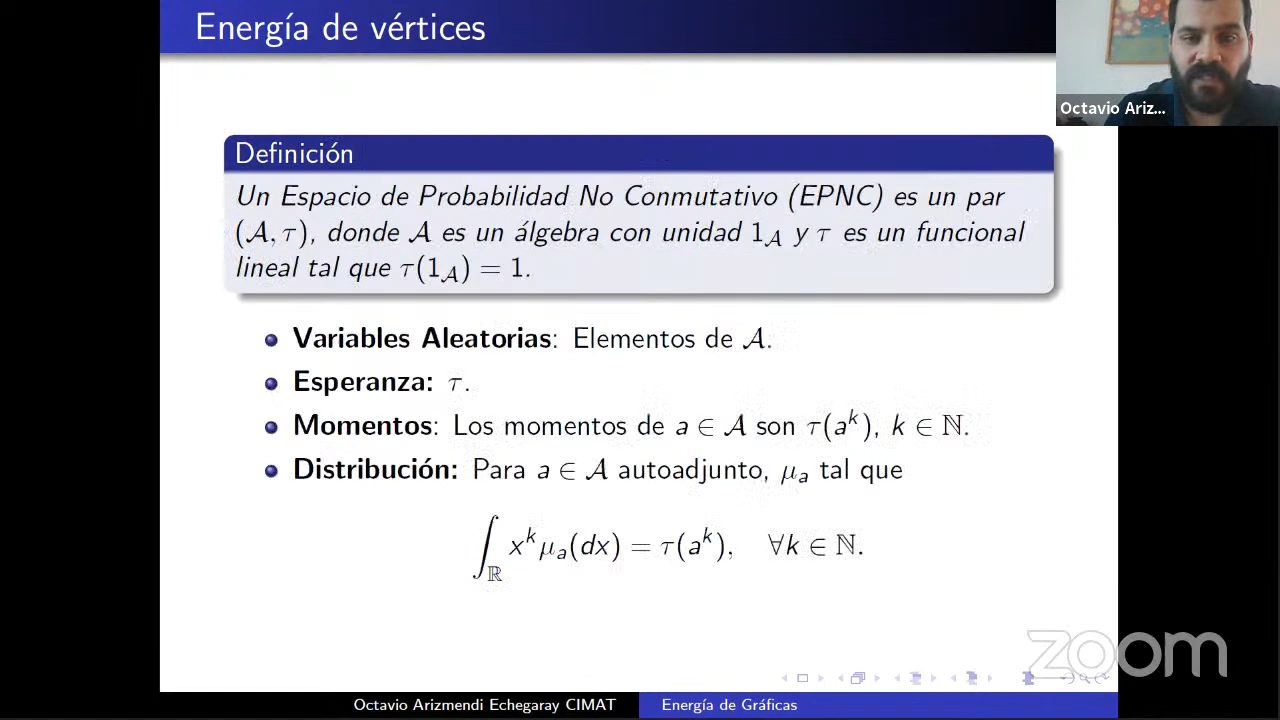 Energía de vértices
Octavio Ariz...
Definición
Un Espacio de Probabilidad No Conmutativo (EPNC) es un par
(𝒜, τ), donde 𝒜 es un álgebra con unidad 1_𝒜 y τ es un funcional
lineal tal que τ(1_𝒜) = 1.
Variables Aleatorias: Elementos de 𝒜.
Esperanza: τ.
Momentos: Los momentos de a ∈ 𝒜 son τ(a^k), k ∈ ℕ.
Distribución: Para a ∈ 𝒜 autoadjunto, μ_a tal que
∫_ℝ x^k μ_a(dx) = τ(a^k), ∀k ∈ ℕ.
zoom
Octavio Arizmendi Echegaray CIMAT
Energía de Gráficas